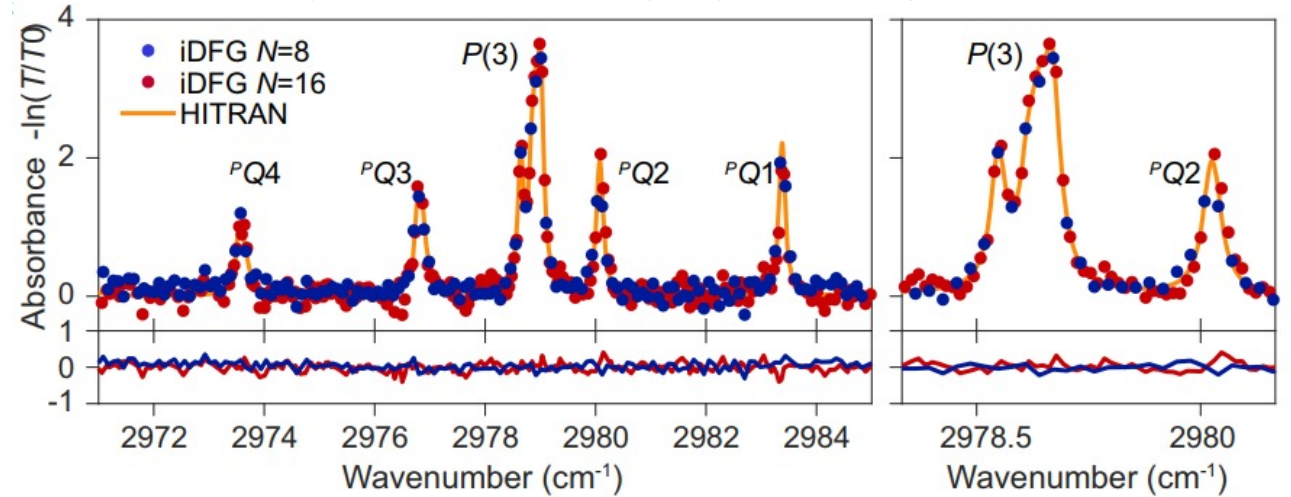 Absorbance -ln(T/T0)
4
2
0
1
0
-1
iDFG N=8
iDFG N=16
HITRAN
PQ4
PQ3
P(3)
PQ2
PQ1
2972 2974 2976 2978 2980 2982 2984
Wavenumber (cm-1)
P(3)
PQ2
2978.5 2980
Wavenumber (cm-1)